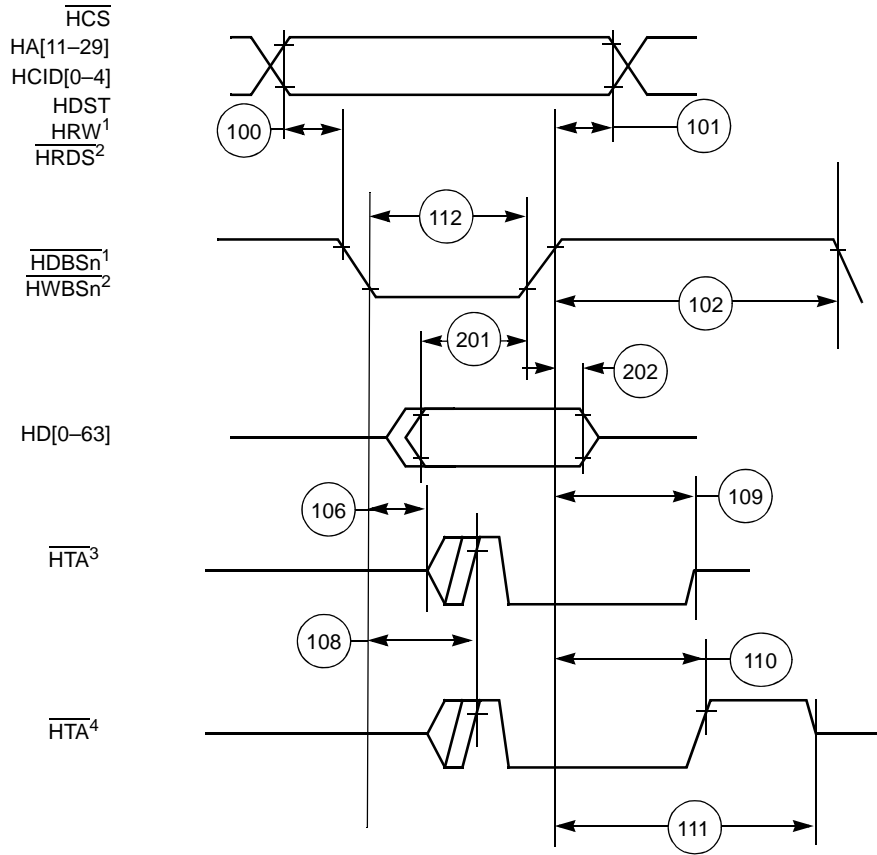 HCS
HA[11–29]
HCID[0–4]
HDST
HRW1
HRDS2
100
101
112
HDBSn1
HWBSn2
102
201
202
HD[0–63]
106
109
HTA3
108
110
HTA4
111